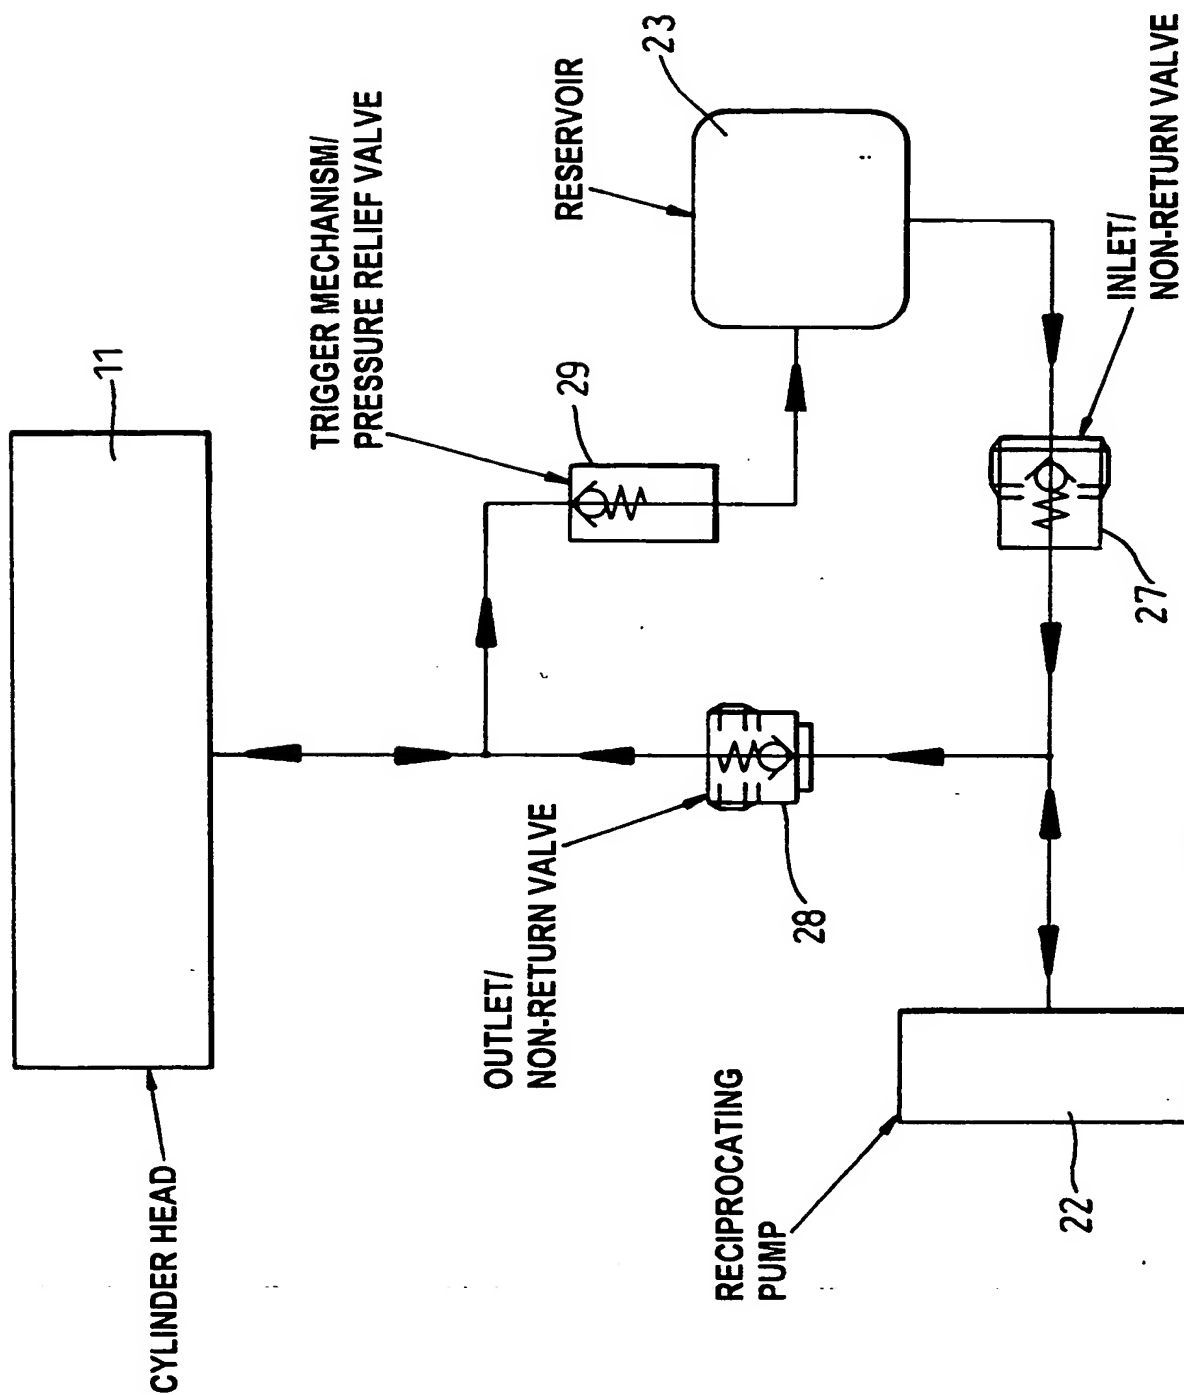 CYLINDER HEAD
11
TRIGGER MECHANISM/
PRESSURE RELIEF VALVE
29
RESERVOIR
23
OUTLET/
NON-RETURN VALVE
28
INLET/
NON-RETURN VALVE
27
RECIPROCATING
PUMP
22